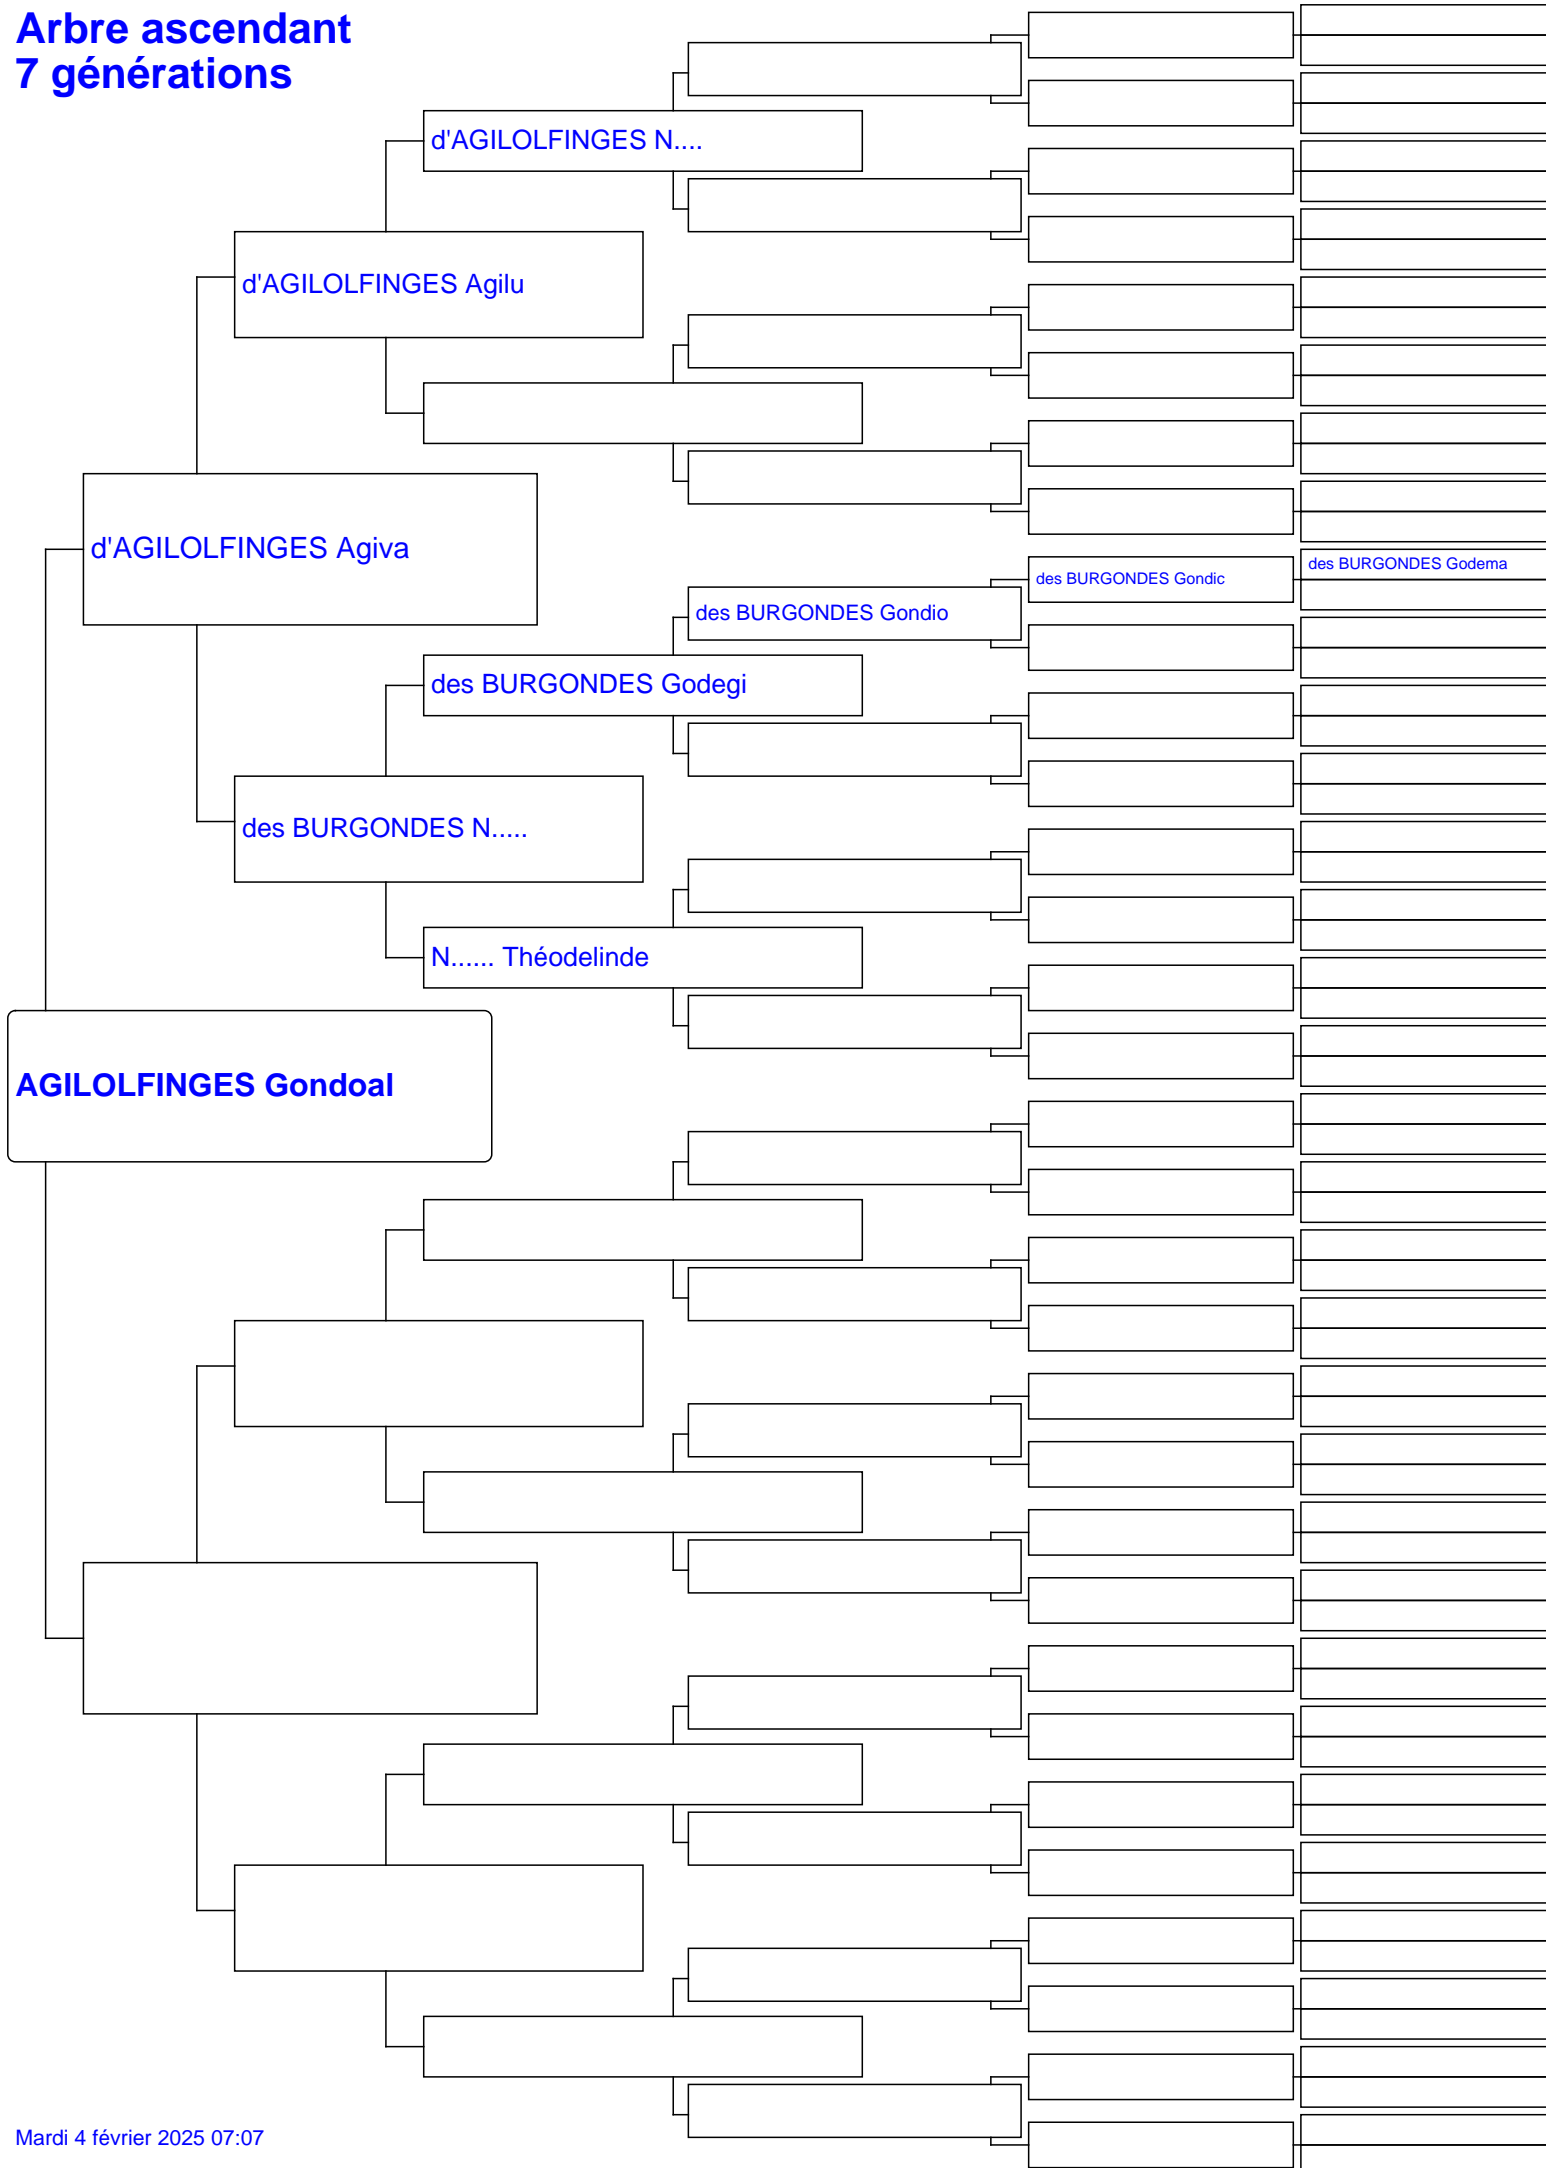 Arbre ascendant
7 générations
d'AGILOLFINGES N....
d'AGILOLFINGES Agilu
d'AGILOLFINGES Agiva
des BURGONDES Godema
des BURGONDES Gondic
des BURGONDES Gondio
des BURGONDES Godegi
des BURGONDES N.....
N...... Théodelinde
AGILOLFINGES Gondoal
Mardi 4 février 2025 07:07